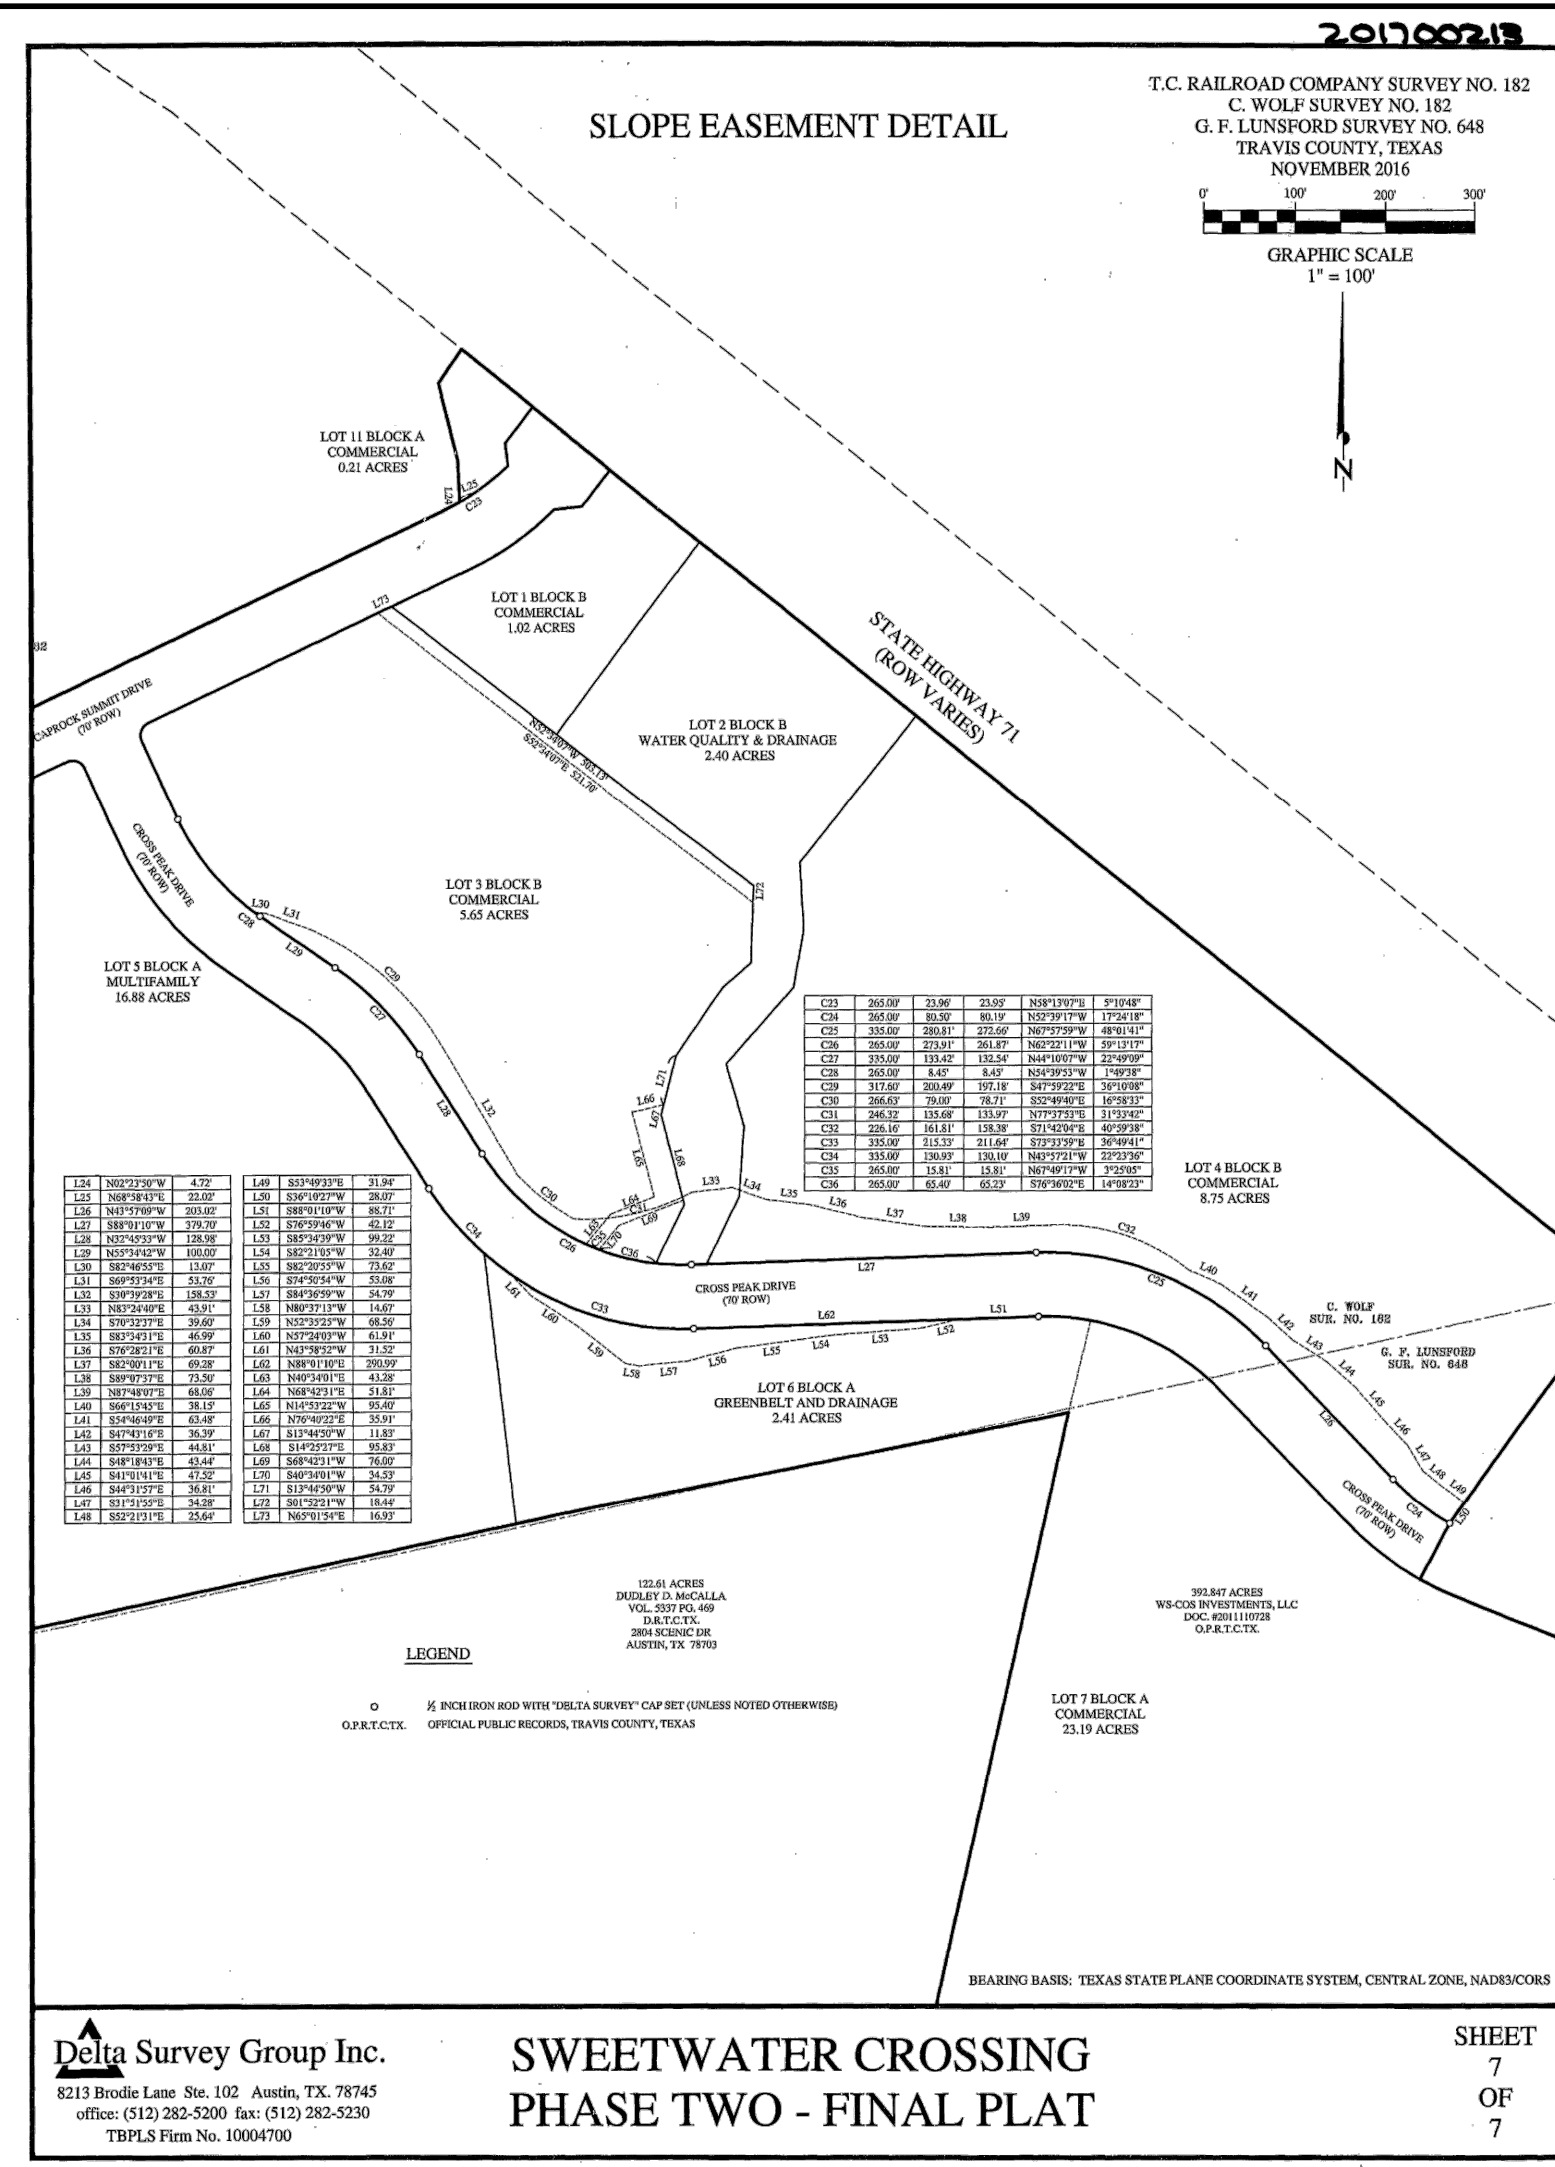 201700213
T.C. RAILROAD COMPANY SURVEY NO. 182
C. WOLF SURVEY NO. 182
G. F. LUNSFORD SURVEY NO. 648
TRAVIS COUNTY, TEXAS
NOVEMBER 2016
0' 100' 200' 300'
GRAPHIC SCALE
1" = 100'
N
SLOPE EASEMENT DETAIL
LOT 11 BLOCK A
COMMERCIAL
0.21 ACRES
L24
L25
C23
LOT 1 BLOCK B
COMMERCIAL
1.02 ACRES
L73
STATE HIGHWAY 71
(ROW VARIES)
CAPROCK SUMMIT DRIVE
(70' ROW)
LOT 2 BLOCK B
WATER QUALITY & DRAINAGE
2.40 ACRES
N52°34'07"W 503.13'
S52°34'07"E 521.70'
CROSS PEAK DRIVE
(70' ROW)
LOT 3 BLOCK B
COMMERCIAL
5.65 ACRES
L72
L30
L31
C28
L29
C29
C27
LOT 5 BLOCK A
MULTIFAMILY
16.88 ACRES
C23 265.00' 23.96' 23.95' N58°13'07"E 5°10'48"
C24 265.00' 80.50' 80.19' N52°39'17"W 17°24'18"
C25 335.00' 280.81' 272.66' N67°57'59"W 48°01'41"
C26 265.00' 273.91' 261.87' N62°22'11"W 59°13'17"
C27 335.00' 133.42' 132.54' N44°10'07"W 22°49'09"
C28 265.00' 8.45' 8.45' N54°39'53"W 1°49'38"
C29 317.60' 200.49' 197.18' S47°59'22"E 36°10'08"
C30 266.63' 79.00' 78.71' S52°49'40"E 16°58'33"
C31 246.32' 135.68' 133.97' N77°37'53"E 31°33'42"
C32 226.16' 161.81' 158.38' S71°42'04"E 40°59'38"
C33 335.00' 215.33' 211.64' S73°33'59"E 36°49'41"
C34 335.00' 130.93' 130.10' N43°57'21"W 22°23'36"
C35 265.00' 15.81' 15.81' N67°49'17"W 3°25'05"
C36 265.00' 65.40' 65.23' S76°36'02"E 14°08'23"
L28
L32
L71
L66
L67
L65
L68
L64
C31
L69
L63
C35
L70
C30
C26
C36
C34
L33
L34
L35
L36
L37
L38
L39
C32
LOT 4 BLOCK B
COMMERCIAL
8.75 ACRES
L24 N02°23'50"W 4.72'
L25 N68°58'43"E 22.02'
L26 N43°57'09"W 203.02'
L27 S88°01'10"W 379.70'
L28 N32°45'33"W 128.98'
L29 N55°34'42"W 100.00'
L30 S82°46'55"E 13.07'
L31 S69°53'34"E 53.76'
L32 S30°39'28"E 158.53'
L33 N83°24'40"E 43.91'
L34 S70°32'37"E 39.60'
L35 S83°34'31"E 46.99'
L36 S76°28'21"E 60.87'
L37 S82°00'11"E 69.28'
L38 S89°07'37"E 73.50'
L39 N87°48'07"E 68.06'
L40 S66°15'45"E 38.15'
L41 S54°46'49"E 63.48'
L42 S47°43'16"E 36.39'
L43 S57°53'29"E 44.81'
L44 S48°18'43"E 43.44'
L45 S41°01'41"E 47.52'
L46 S44°31'57"E 36.81'
L47 S31°51'55"E 34.28'
L48 S52°21'31"E 25.64'
L49 S53°49'33"E 31.94'
L50 S36°10'27"W 28.07'
L51 S88°01'10"W 88.71'
L52 S76°59'46"W 42.12'
L53 S85°34'39"W 99.22'
L54 S82°21'05"W 32.40'
L55 S82°20'55"W 73.62'
L56 S74°50'54"W 53.08'
L57 S84°36'59"W 54.79'
L58 N80°37'13"W 14.67'
L59 N52°35'25"W 68.56'
L60 N57°24'03"W 61.91'
L61 N43°58'52"W 31.52'
L62 N88°01'10"E 290.99'
L63 N40°34'01"E 43.28'
L64 N68°42'31"E 51.81'
L65 N14°53'22"W 95.40'
L66 N76°40'22"E 35.91'
L67 S13°44'50"W 11.83'
L68 S14°25'27"E 95.83'
L69 S68°42'31"W 76.00'
L70 S40°34'01"W 34.53'
L71 S13°44'50"W 54.79'
L72 S01°52'21"W 18.44'
L73 N65°01'54"E 16.93'
CROSS PEAK DRIVE
(70' ROW)
L27
C25
L40
L41
L42
L43
L44
L45
L46
L47
L48
L49
L50
C24
L26
C. WOLF
SUR. NO. 182
G. F. LUNSFORD
SUR. NO. 648
L61
L60
L59
L58
L57
L56
L55
L54
L53
L52
L51
L62
C33
LOT 6 BLOCK A
GREENBELT AND DRAINAGE
2.41 ACRES
CROSS PEAK DRIVE
(70' ROW)
122.61 ACRES
DUDLEY D. McCALLA
VOL. 5337 PG. 469
D.R.T.C.TX.
2804 SCENIC DR
AUSTIN, TX 78703
392.847 ACRES
WS-COS INVESTMENTS, LLC
DOC. #2011110728
O.P.R.T.C.TX.
LEGEND
½ INCH IRON ROD WITH "DELTA SURVEY" CAP SET (UNLESS NOTED OTHERWISE)
O.P.R.T.C.TX. OFFICIAL PUBLIC RECORDS, TRAVIS COUNTY, TEXAS
LOT 7 BLOCK A
COMMERCIAL
23.19 ACRES
BEARING BASIS: TEXAS STATE PLANE COORDINATE SYSTEM, CENTRAL ZONE, NAD83/CORS
Delta Survey Group Inc.
8213 Brodie Lane Ste. 102 Austin, TX. 78745
office: (512) 282-5200 fax: (512) 282-5230
TBPLS Firm No. 10004700
SWEETWATER CROSSING
PHASE TWO - FINAL PLAT
SHEET
7
OF
7